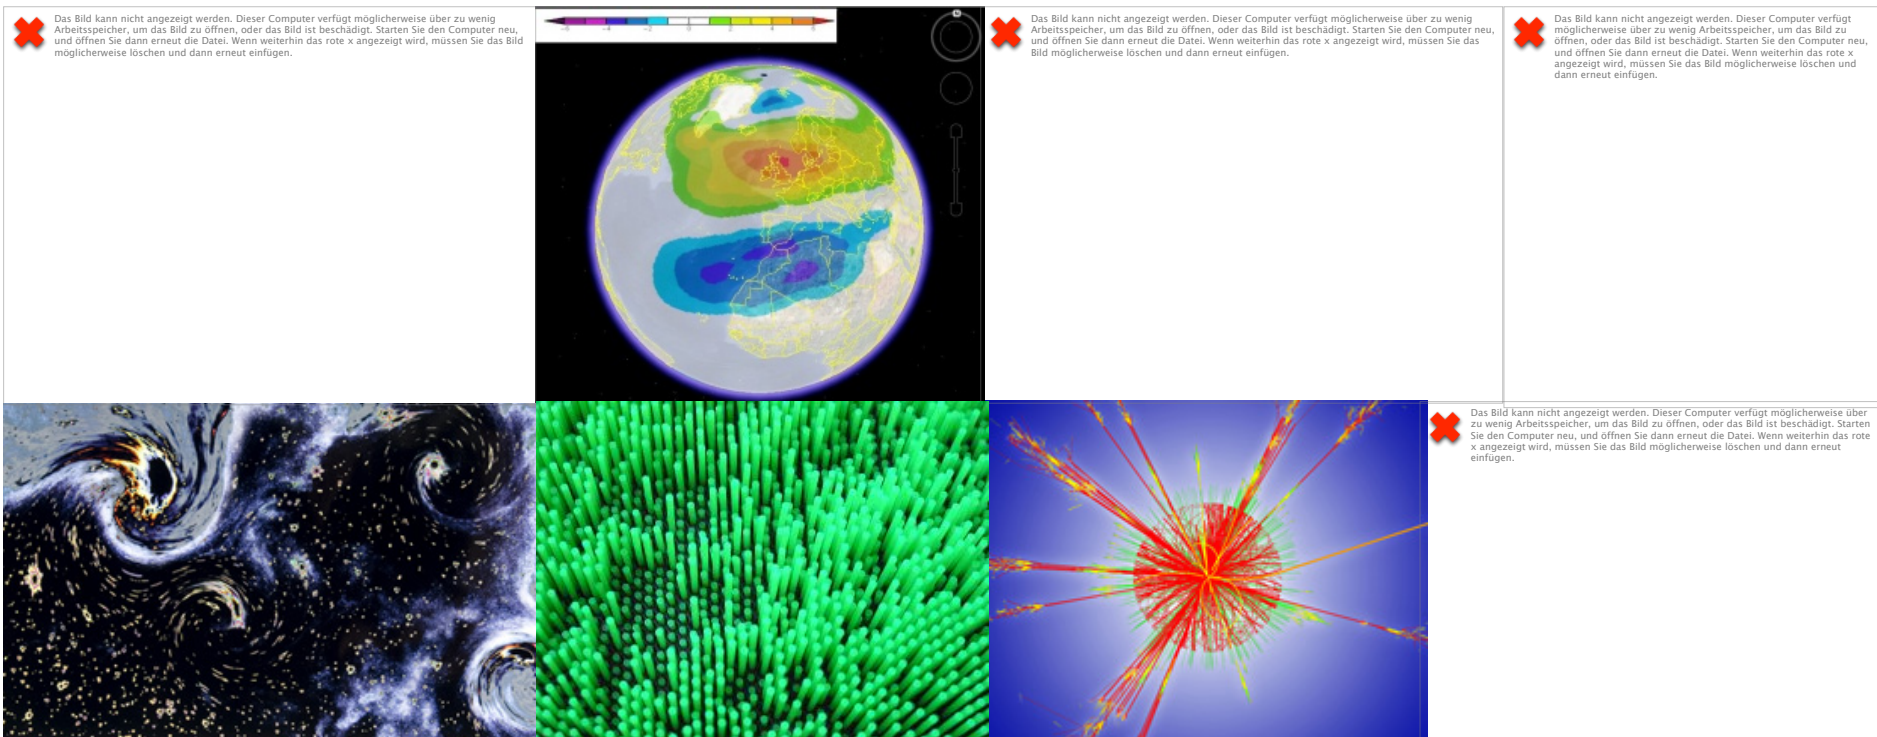 Das Bild kann nicht angezeigt werden. Dieser Computer verfügt möglicherweise über zu wenig
Arbeitsspeicher, um das Bild zu öffnen, oder das Bild ist beschädigt. Starten Sie den Computer neu,
und öffnen Sie dann erneut die Datei. Wenn weiterhin das rote x angezeigt wird, müssen Sie das Bild
möglicherweise löschen und dann erneut einfügen.
Das Bild kann nicht angezeigt werden. Dieser Computer verfügt möglicherweise über zu wenig
Arbeitsspeicher, um das Bild zu öffnen, oder das Bild ist beschädigt. Starten Sie den Computer neu,
und öffnen Sie dann erneut die Datei. Wenn weiterhin das rote x angezeigt wird, müssen Sie das
Bild möglicherweise löschen und dann erneut einfügen.
Das Bild kann nicht angezeigt werden. Dieser Computer verfügt
möglicherweise über zu wenig Arbeitsspeicher, um das Bild zu
öffnen, oder das Bild ist beschädigt. Starten Sie den Computer neu,
und öffnen Sie dann erneut die Datei. Wenn weiterhin das rote x
angezeigt wird, müssen Sie das Bild möglicherweise löschen und
dann erneut einfügen.
Das Bild kann nicht angezeigt werden. Dieser Computer verfügt möglicherweise über
zu wenig Arbeitsspeicher, um das Bild zu öffnen, oder das Bild ist beschädigt. Starten
Sie den Computer neu, und öffnen Sie dann erneut die Datei. Wenn weiterhin das rote
x angezeigt wird, müssen Sie das Bild möglicherweise löschen und dann erneut
einfügen.